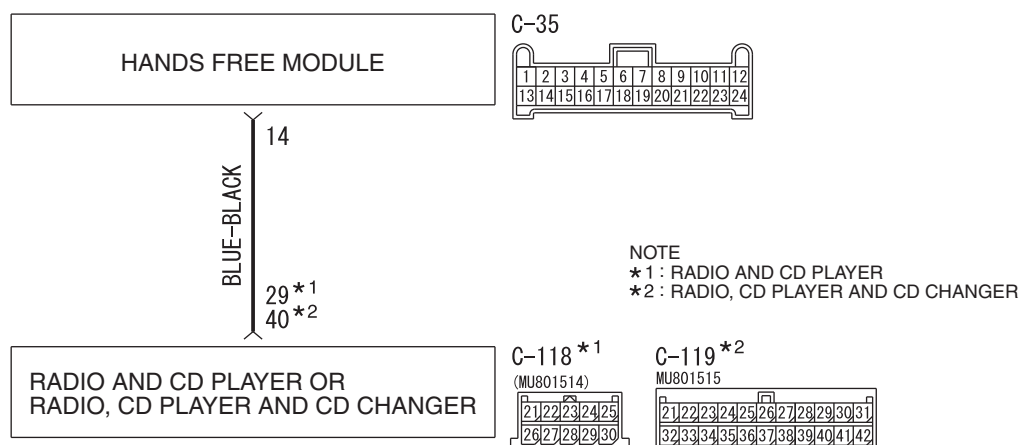 C-35
HANDS FREE MODULE
1 2 3 4 5 6 7 8 9 10 11 12
13 14 15 16 17 18 19 20 21 22 23 24
14
BLUE-BLACK
NOTE
*1 : RADIO AND CD PLAYER
*2 : RADIO, CD PLAYER AND CD CHANGER
29 *1
40 *2
C-118 *1
(MU801514)
C-119 *2
MU801515
RADIO AND CD PLAYER OR
RADIO, CD PLAYER AND CD CHANGER
21 22 23 24 25
26 27 28 29 30
21 22 23 24 25 26 27 28 29 30 31
32 33 34 35 36 37 38 39 40 41 42